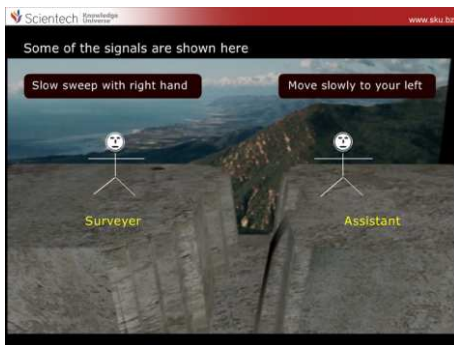 Scientech Knowledge Universe
www.sku.bz
Some of the signals are shown here
Slow sweep with right hand
Move slowly to your left
Surveyer
Assistant